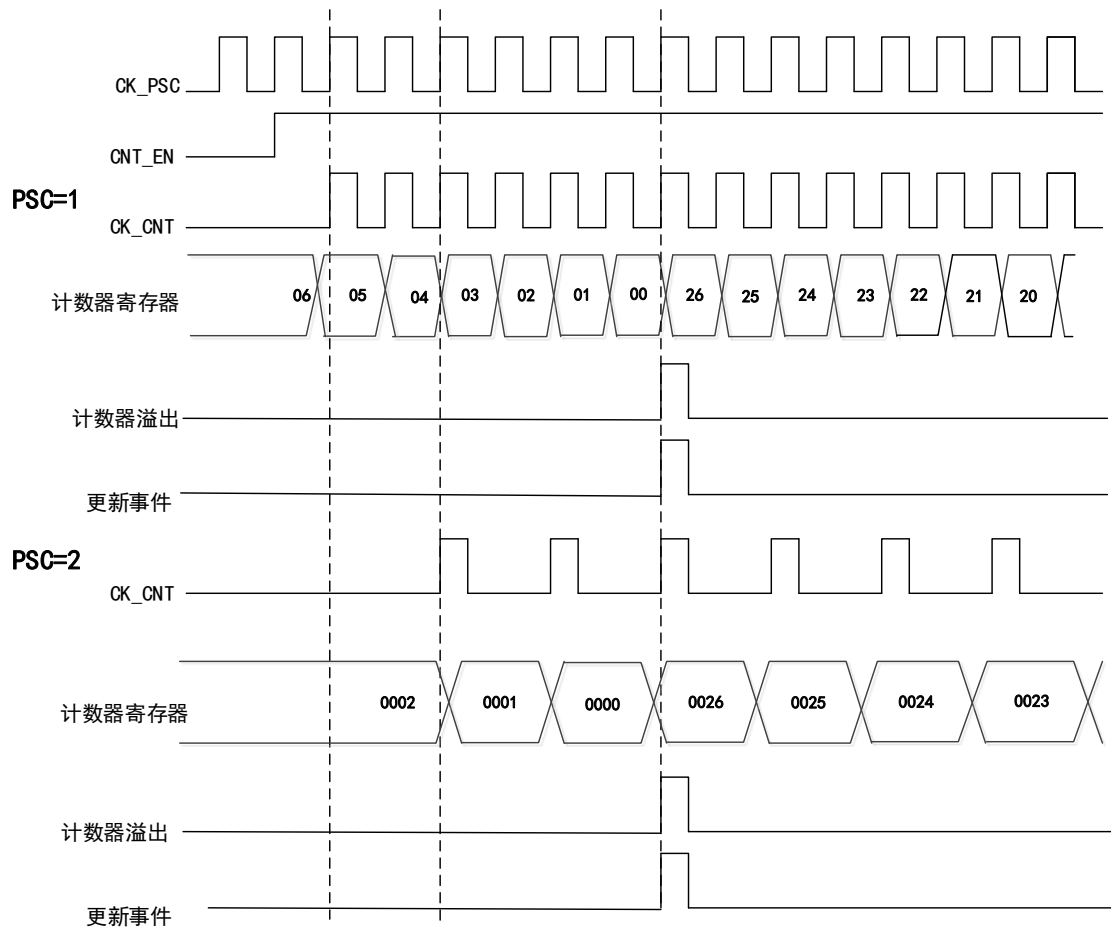 CK_PSC
CNT_EN
PSC=1
CK_CNT
计数器寄存器 06 05 04 03 02 01 00 26 25 24 23 22 21 20
计数器溢出
更新事件
PSC=2
CK_CNT
计数器寄存器 0002 0001 0000 0026 0025 0024 0023
计数器溢出
更新事件